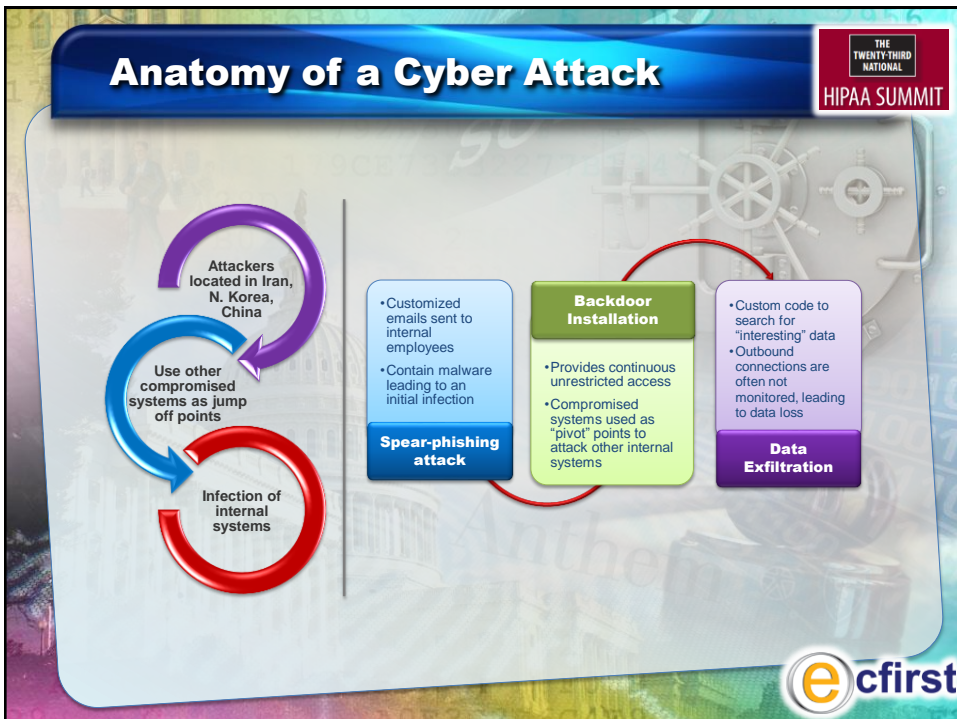 Anatomy of a Cyber Attack
THE
TWENTY-THIRD
NATIONAL
HIPAA SUMMIT
Attackers
located in Iran,
N. Korea,
China
Use other
compromised
systems as jump
off points
Infection of
internal
systems
•Customized
emails sent to
internal
employees
•Contain malware
leading to an
initial infection
Spear-phishing
attack
Backdoor
Installation
•Provides continuous
unrestricted access
•Compromised
systems used as
“pivot” points to
attack other internal
systems
•Custom code to
search for
“interesting” data
•Outbound
connections are
often not
monitored, leading
to data loss
Data
Exfiltration
Anthem
ecfirst